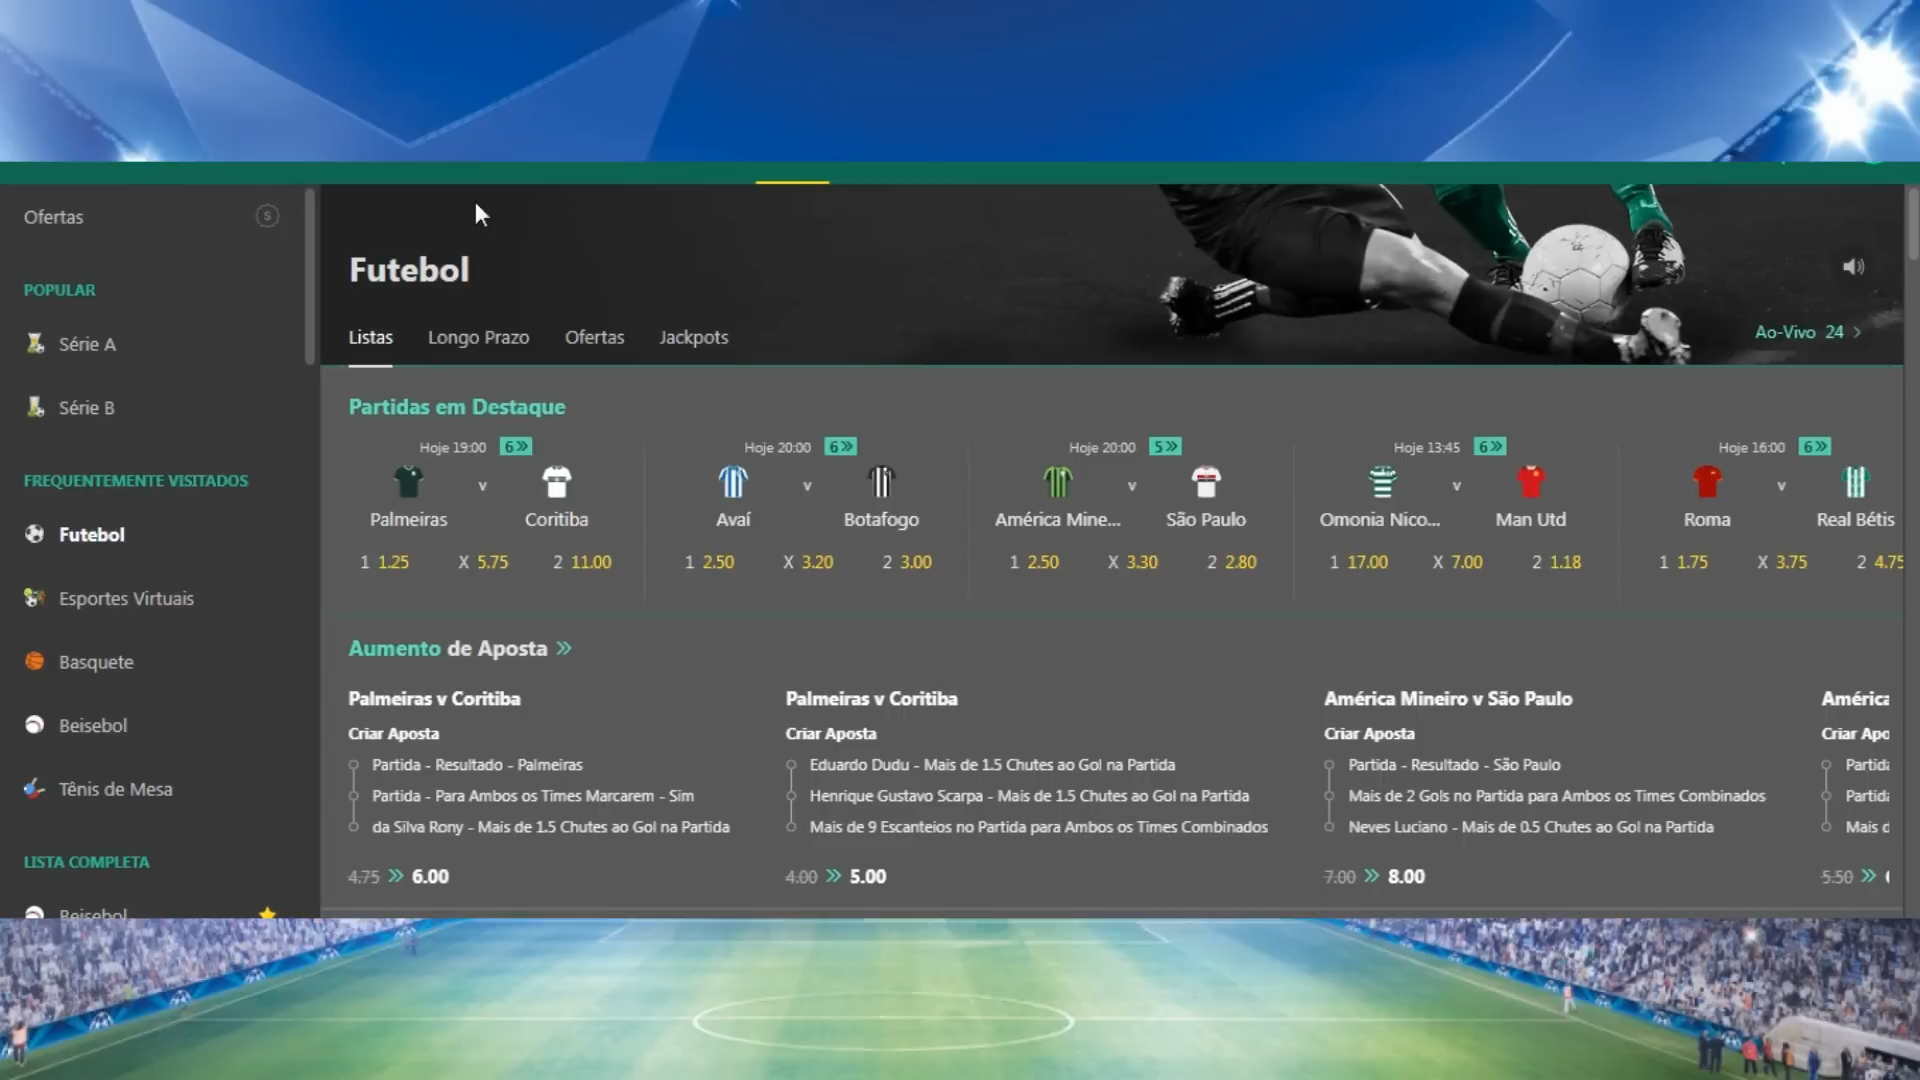 Ofertas
S
POPULAR
Série A
Série B
FREQUENTEMENTE VISITADOS
Futebol
Esportes Virtuais
Basquete
Beisebol
Tênis de Mesa
LISTA COMPLETA
Beisebol
Futebol
Listas Longo Prazo Ofertas Jackpots
Ao-Vivo 24 >
Partidas em Destaque
Hoje 19:00 6»
v
Palmeiras Coritiba
1 1.25 X 5.75 2 11.00
Hoje 20:00 6»
v
Avaí Botafogo
1 2.50 X 3.20 2 3.00
Hoje 20:00 5»
v
América Mine... São Paulo
1 2.50 X 3.30 2 2.80
Hoje 13:45 6»
v
Omonia Nico... Man Utd
1 17.00 X 7.00 2 1.18
Hoje 16:00 6»
v
Roma Real Bétis
1 1.75 X 3.75 2 4.75
Aumento de Aposta »
Palmeiras v Coritiba
Criar Aposta
Partida - Resultado - Palmeiras
Partida - Para Ambos os Times Marcarem - Sim
da Silva Rony - Mais de 1.5 Chutes ao Gol na Partida
4.75 » 6.00
Palmeiras v Coritiba
Criar Aposta
Eduardo Dudu - Mais de 1.5 Chutes ao Gol na Partida
Henrique Gustavo Scarpa - Mais de 1.5 Chutes ao Gol na Partida
Mais de 9 Escanteios no Partida para Ambos os Times Combinados
4.00 » 5.00
América Mineiro v São Paulo
Criar Aposta
Partida - Resultado - São Paulo
Mais de 2 Gols no Partida para Ambos os Times Combinados
Neves Luciano - Mais de 0.5 Chutes ao Gol na Partida
7.00 » 8.00
América
Criar Apo
Partida
Partida
Mais d
5.50 »